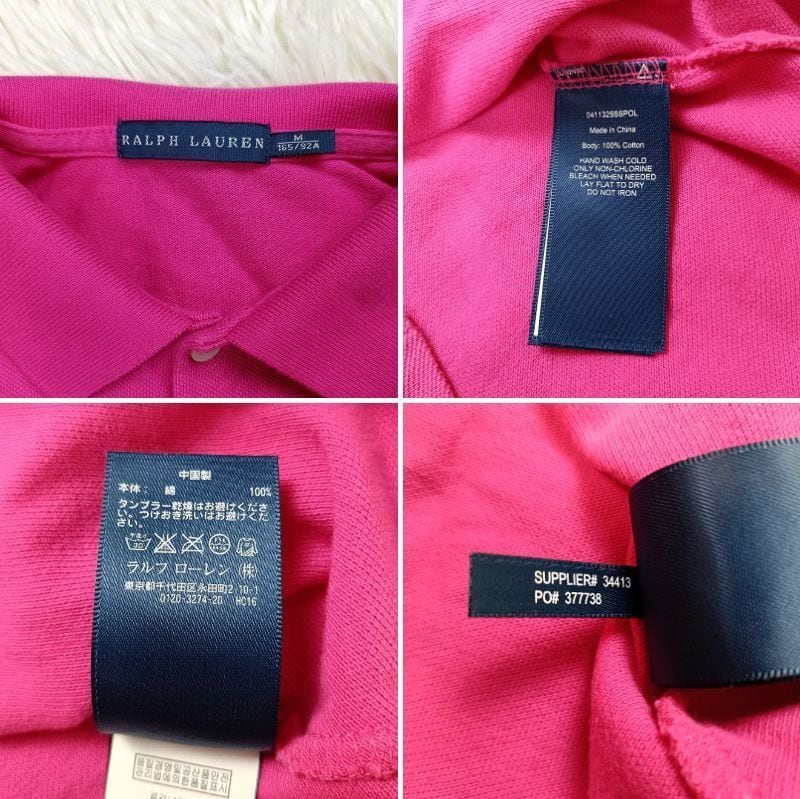 RALPH LAUREN
M
165/92A
0411325SSPOL
Made in China
Body: 100% Cotton
HAND WASH COLD
ONLY NON-CHLORINE
BLEACH WHEN NEEDED
LAY FLAT TO DRY
DO NOT IRON
中国製
本体： 綿 100%
タンブラー乾燥はお避けくださ
い。つけおき洗いはお避けくだ
さい。
ラルフ ローレン（株）
東京都千代田区永田町2-10-1
0120-3274-20 HC16
SUPPLIER# 34413
PO# 377738